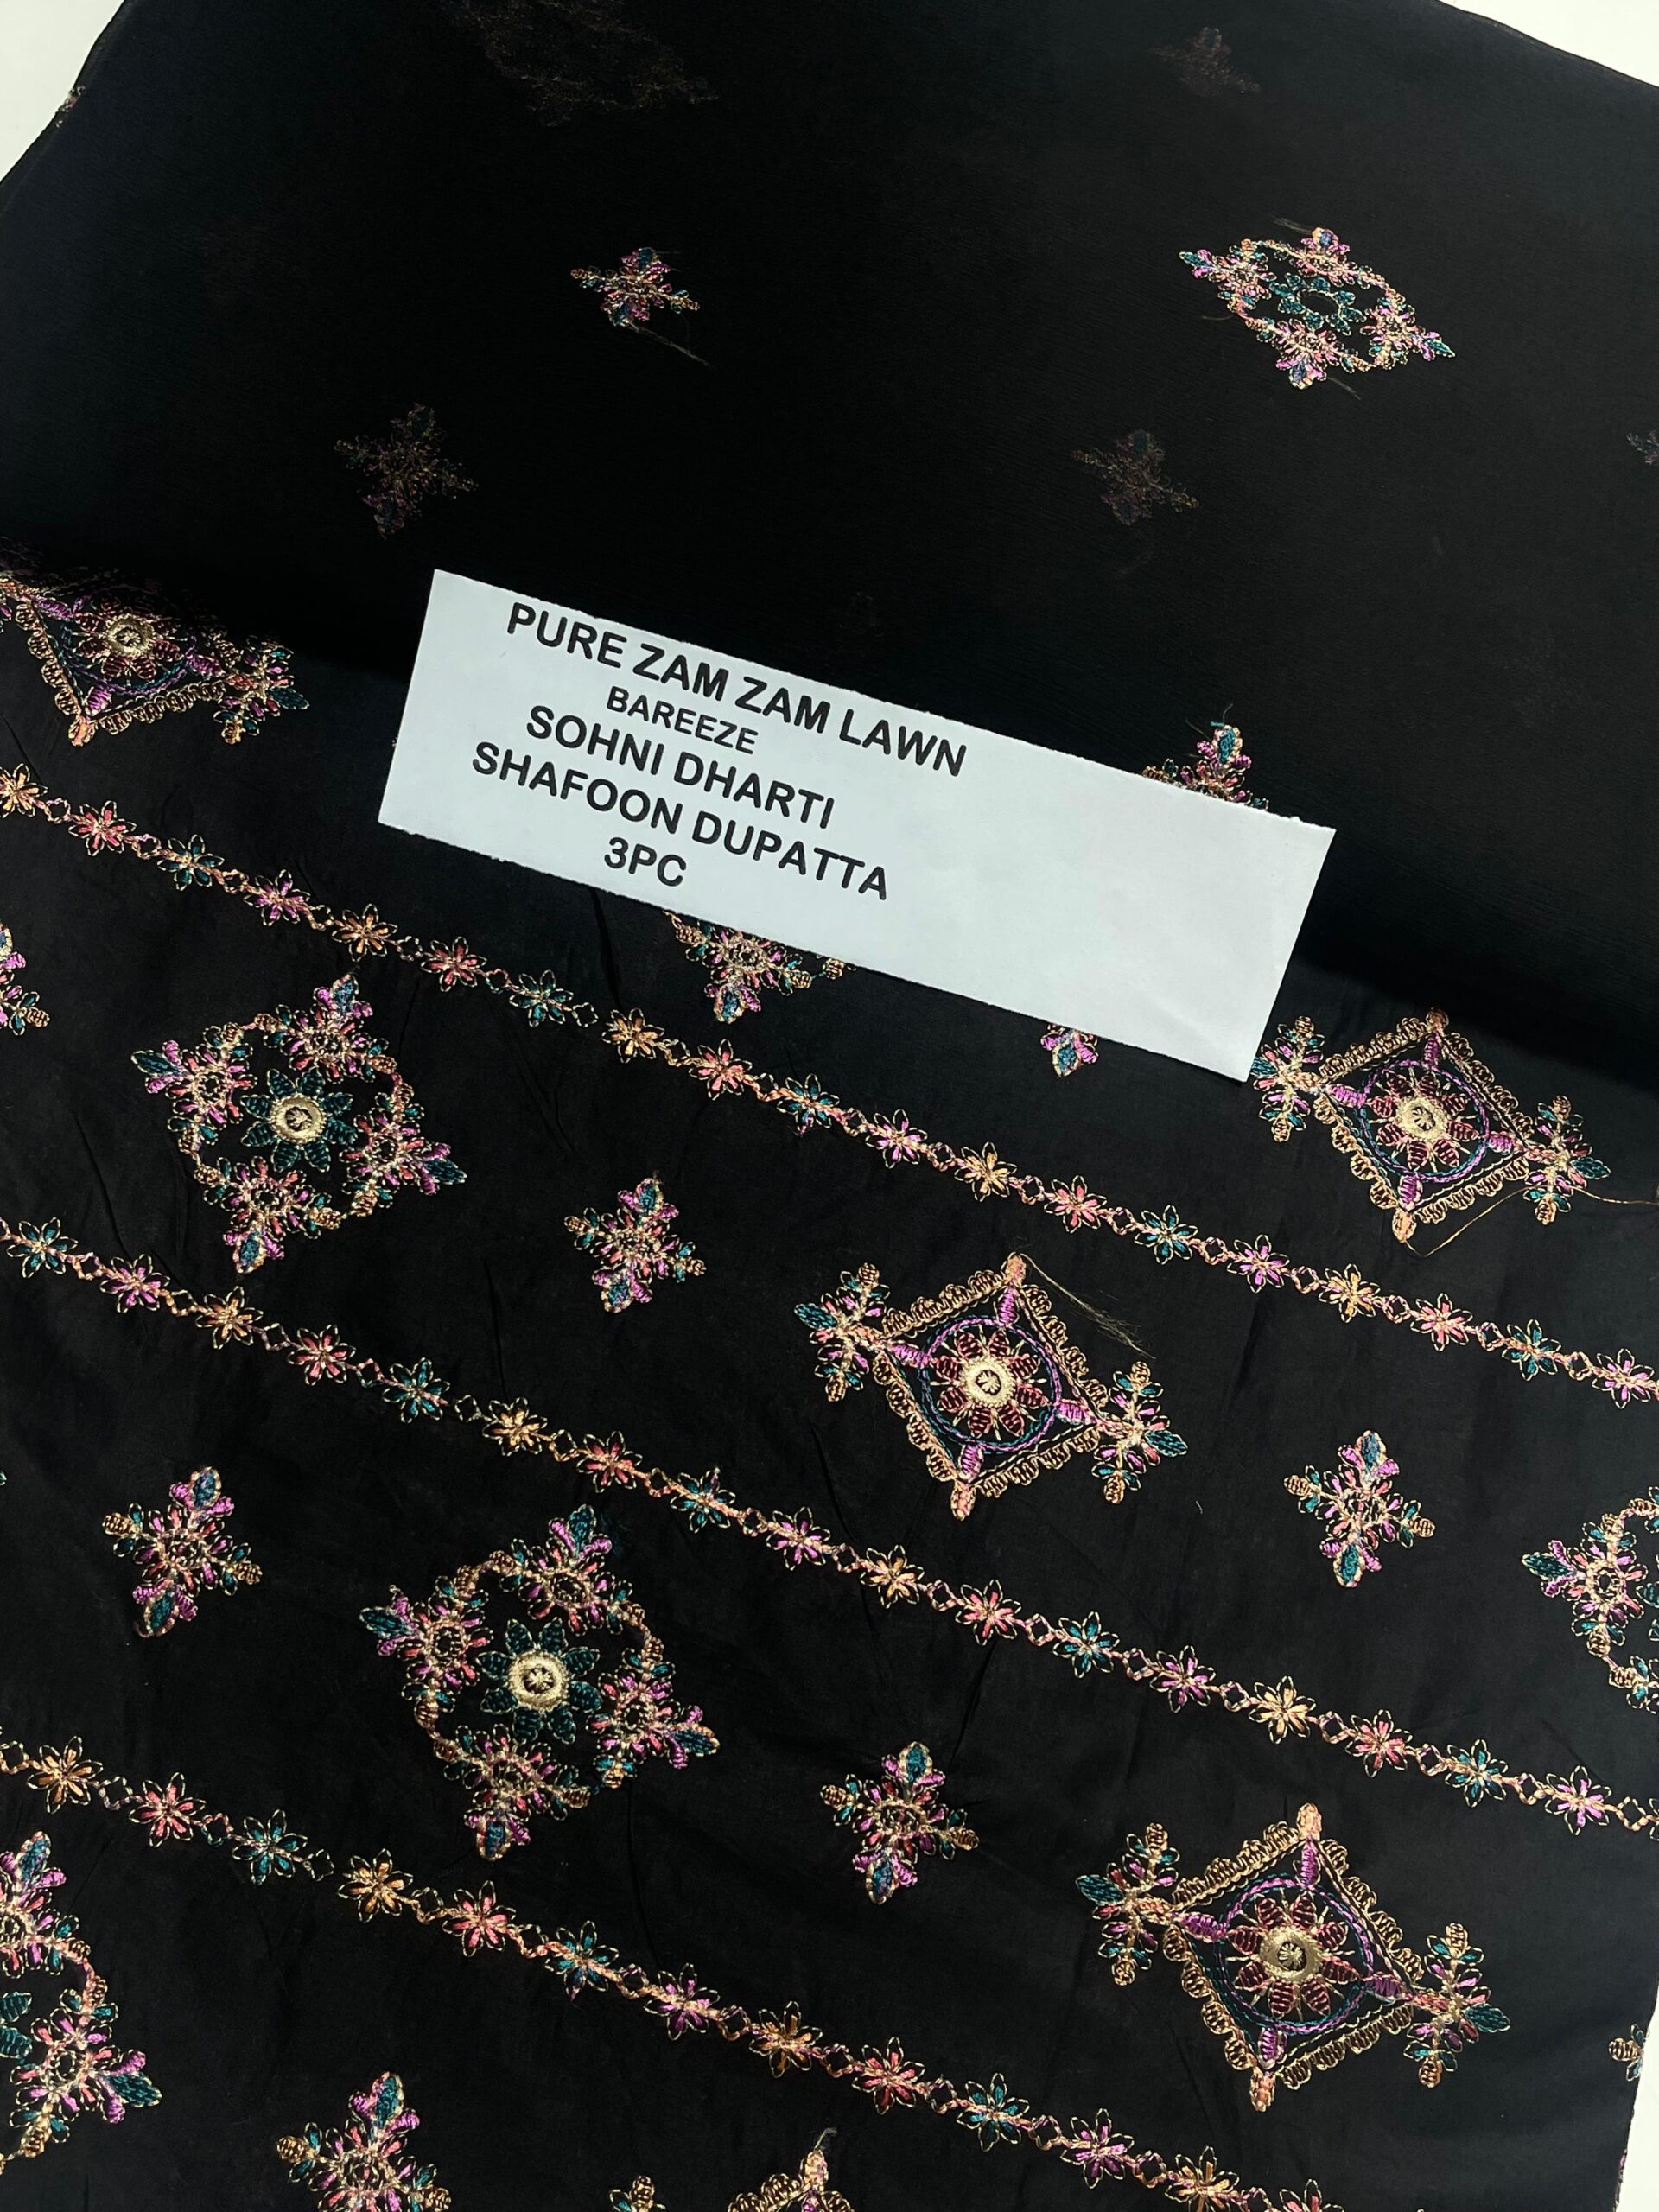 PURE ZAM ZAM LAWN
BAREEZE
SOHNI DHARTI
SHAFOON DUPATTA
3PC